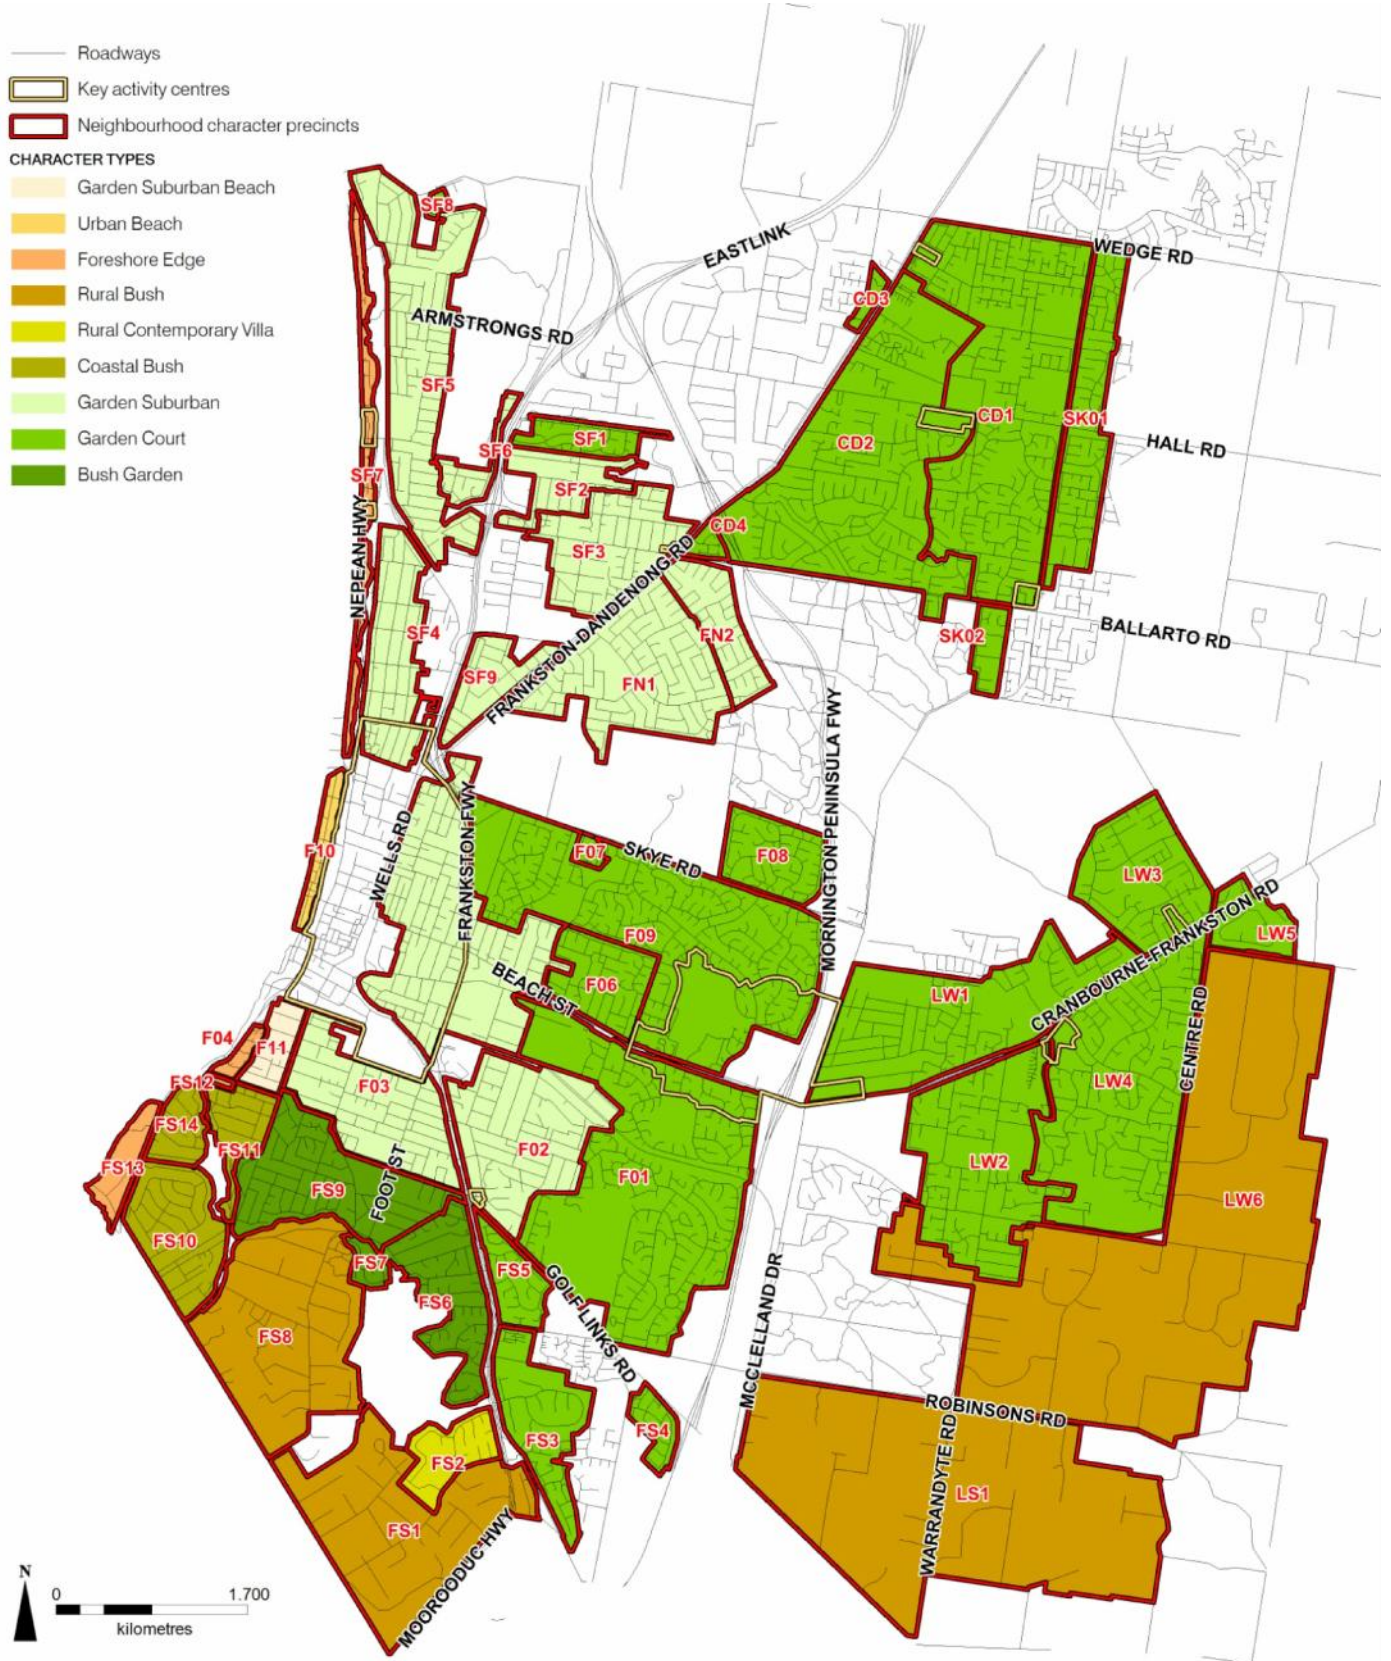 Roadways
Key activity centres
Neighbourhood character precincts
CHARACTER TYPES
Garden Suburban Beach
Urban Beach
Foreshore Edge
Rural Bush
Rural Contemporary Villa
Coastal Bush
Garden Suburban
Garden Court
Bush Garden
SF8
EASTLINK
WEDGE RD
CD3
ARMSTRONGS RD
SF5
CD1
SK01
SF1
CD2
HALL RD
SF6
SF7
SF2
NEPEAN HWY
CD4
SF3
FRANKSTON-DANDENONG RD
SF4
FN2
SK02
BALLARTO RD
SF9
FN1
MORNINGTON PENINSULA FWY
F10
WELLS RD
FRANKSTON FWY
F07
SKYE RD
F08
LW3
CRANBOURNE-FRANKSTON RD
F09
LW5
BEACH ST
F06
LW1
CENTRE RD
F04
F11
FS12
F03
LW4
FS14
FS11
F02
FS13
FOOT ST
F01
LW2
FS9
LW6
FS10
FS7
FS5
GOLF LINKS RD
FS6
MCCLELLAND DR
FS8
ROBINSONS RD
FS4
FS3
WARRANDYTE RD
FS2
LS1
FS1
MOOROODUC HWY
N
0 1.700
kilometres